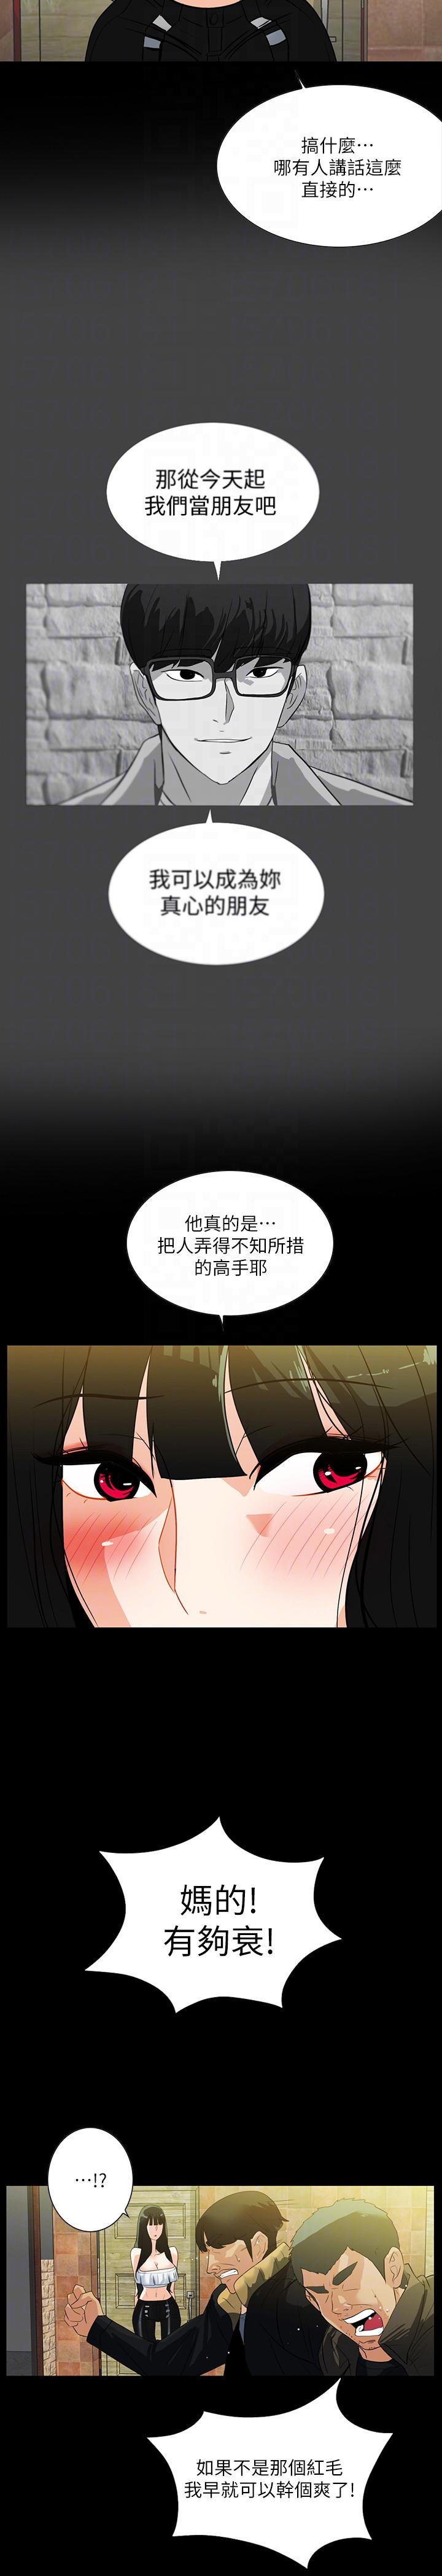 搞什麼⋯
哪有人講話這麼
直接的⋯
那從今天起
我們當朋友吧
我可以成為妳
真心的朋友
他真的是⋯
把人弄得不知所措
的高手耶
媽的!
有夠衰!
⋯!?
如果不是那個紅毛
我早就可以幹個爽了!